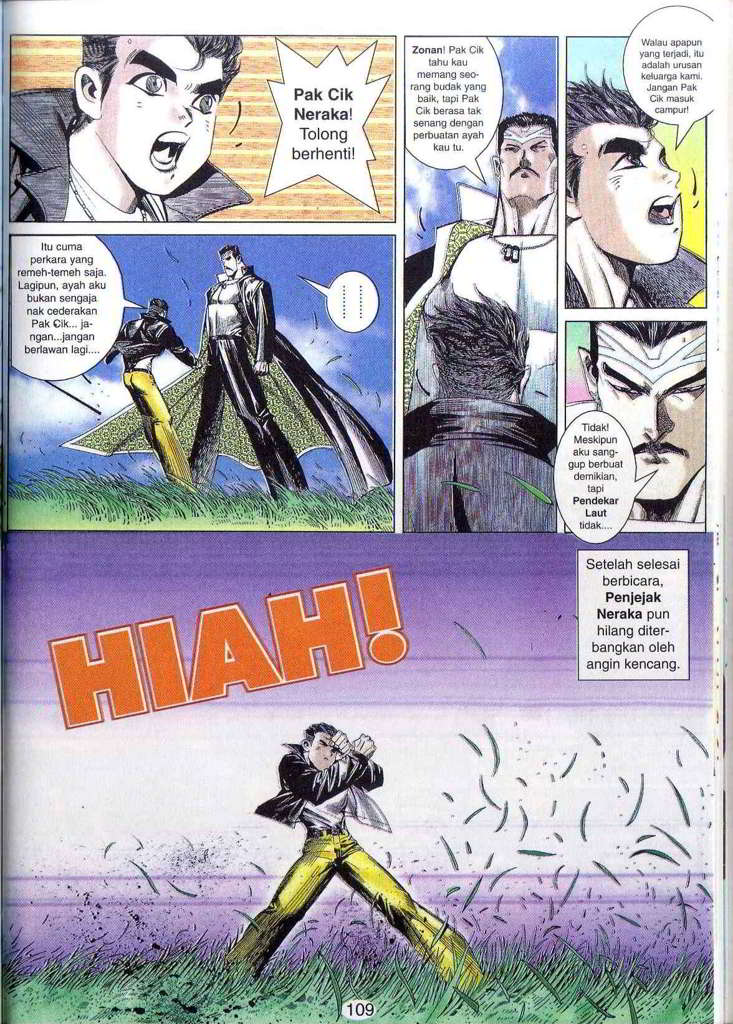 Pak Cik
Neraka!
Tolong
berhenti!
Itu cuma
perkara yang
remeh-temeh saja.
Lagipun, ayah aku
bukan sengaja
nak cederakan
Pak Cik... ja-
ngan...jangan
berlawan lagi....
Zonan! Pak Cik
tahu kau
memang seo-
rang budak yang
baik, tapi Pak
Cik berasa tak
senang dengan
perbuatan ayah
kau tu.
Walau apapun
yang terjadi, itu
adalah urusan
keluarga kami.
Jangan Pak
Cik masuk
campur!
Tidak!
Meskipun
aku sang-
gup berbuat
demikian,
tapi
Pendekar
Laut
tidak....
Setelah selesai
berbicara,
Penjejak
Neraka pun
hilang diter-
bangkan oleh
angin kencang.
HIAH!
109